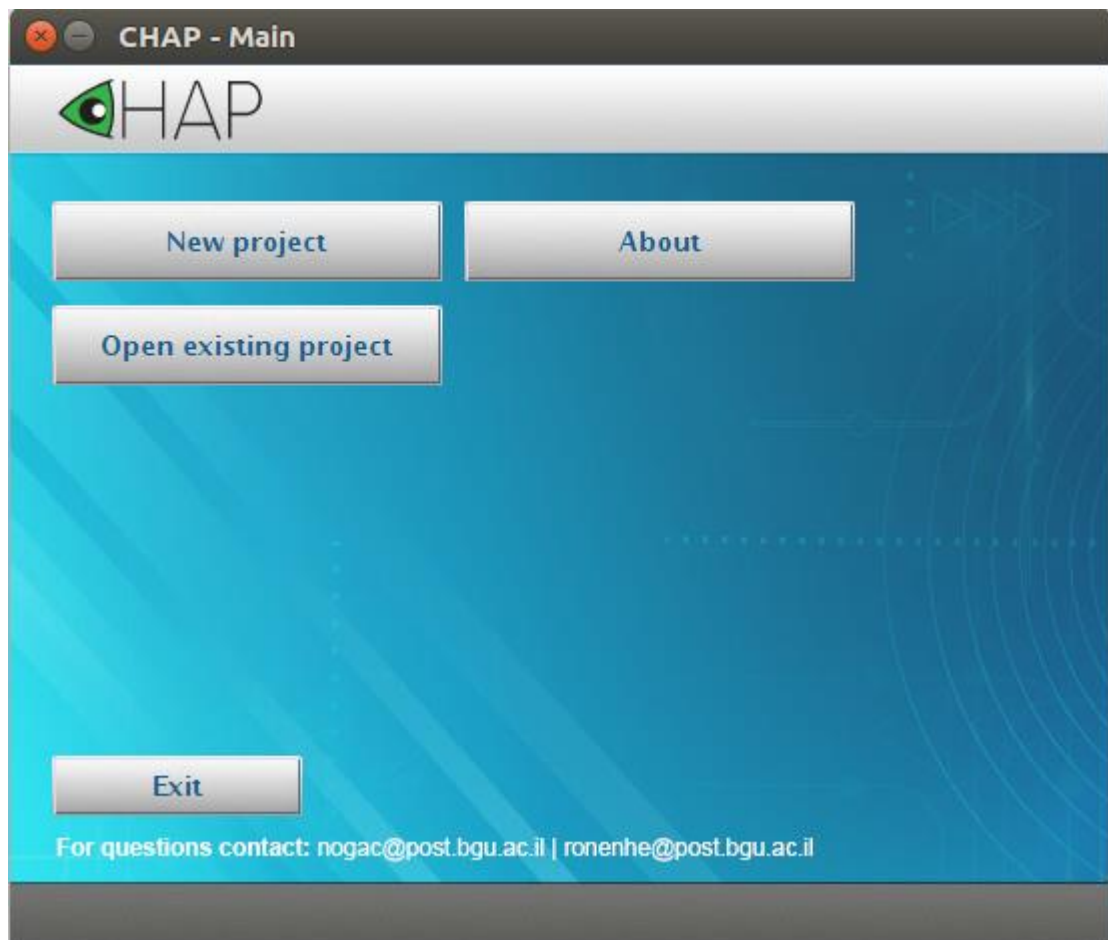 CHAP - Main
CHAP
New project
About
Open existing project
Exit
For questions contact: nogac@post.bgu.ac.il | ronenhe@post.bgu.ac.il